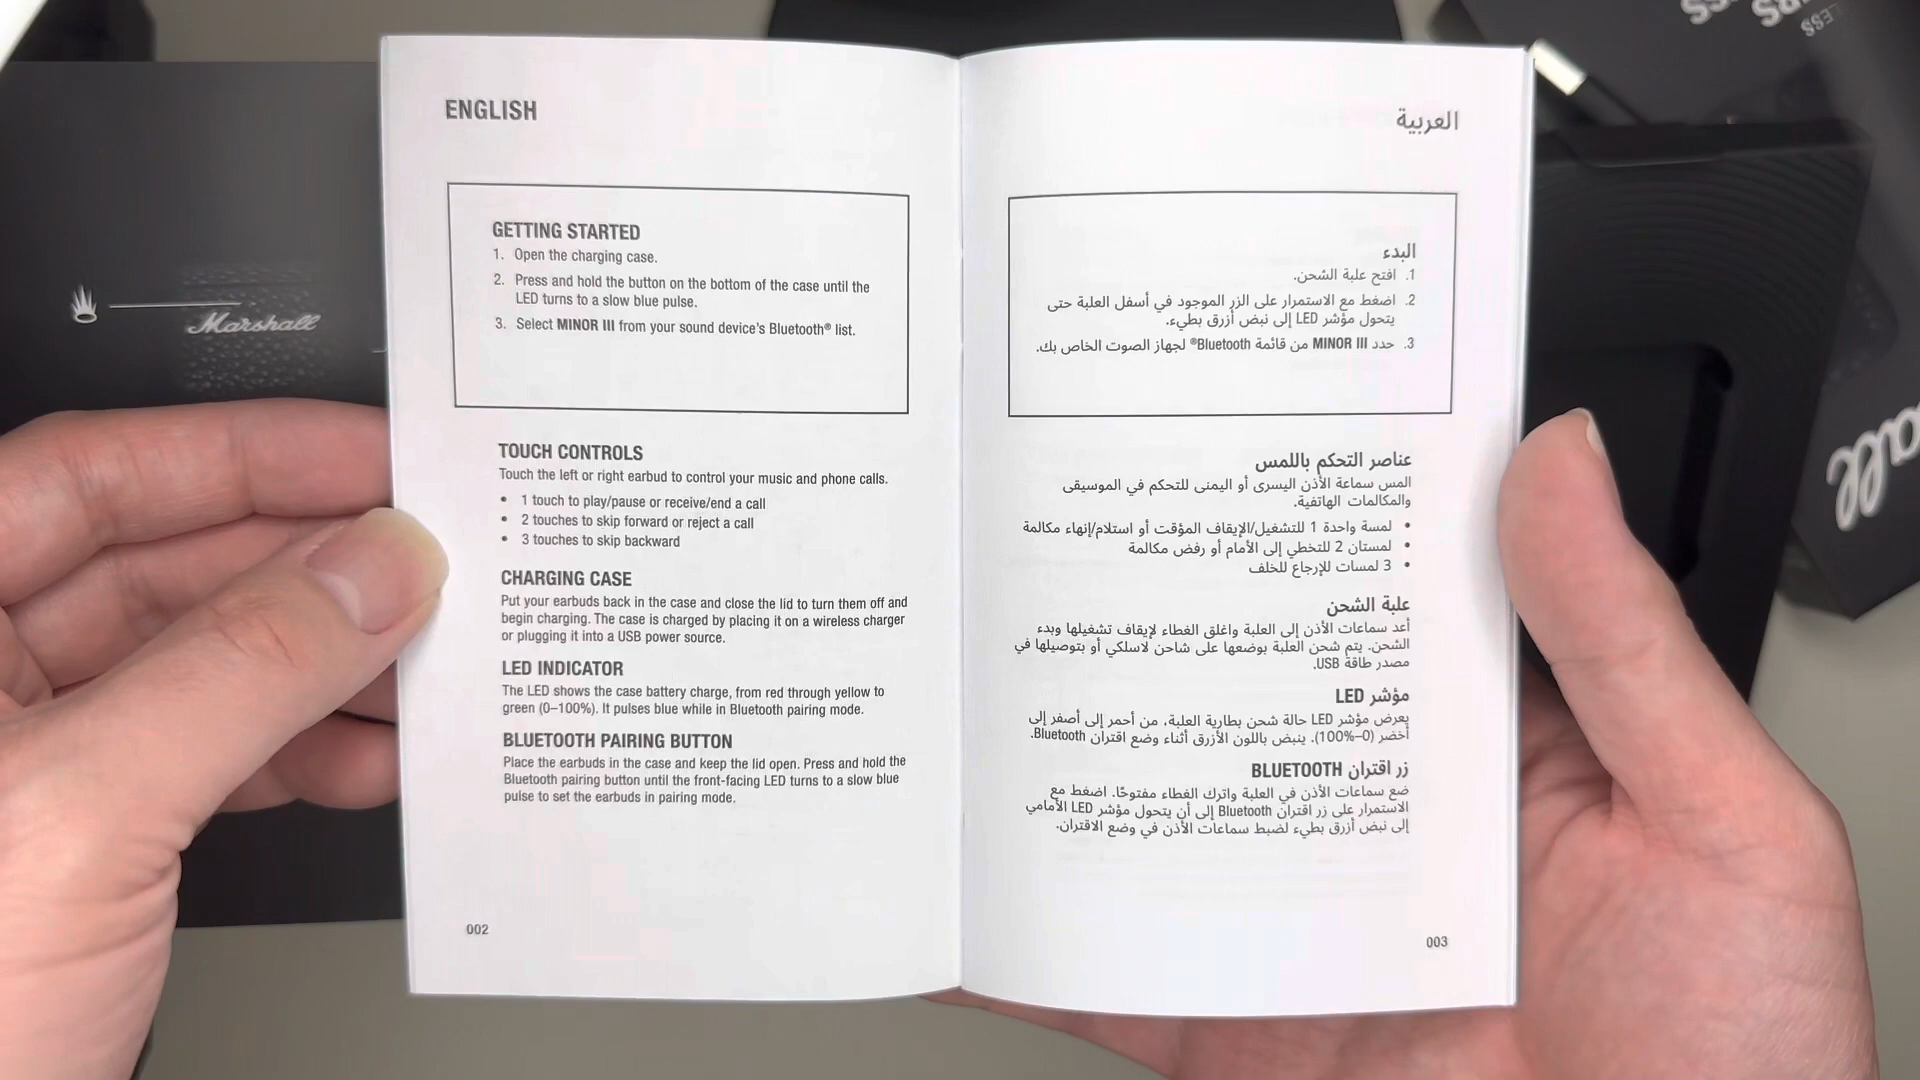 ENGLISH
GETTING STARTED
1. Open the charging case.
2. Press and hold the button on the bottom of the case until the
LED turns to a slow blue pulse.
3. Select MINOR III from your sound device's Bluetooth® list.
TOUCH CONTROLS
Touch the left or right earbud to control your music and phone calls.
• 1 touch to play/pause or receive/end a call
• 2 touches to skip forward or reject a call
• 3 touches to skip backward
CHARGING CASE
Put your earbuds back in the case and close the lid to turn them off and
begin charging. The case is charged by placing it on a wireless charger
or plugging it into a USB power source.
LED INDICATOR
The LED shows the case battery charge, from red through yellow to
green (0–100%). It pulses blue while in Bluetooth pairing mode.
BLUETOOTH PAIRING BUTTON
Place the earbuds in the case and keep the lid open. Press and hold the
Bluetooth pairing button until the front-facing LED turns to a slow blue
pulse to set the earbuds in pairing mode.
002
العربية
البدء
1. افتح علبة الشحن.
2. اضغط مع الاستمرار على الزر الموجود في أسفل العلبة حتى
يتحول مؤشر LED إلى نبض أزرق بطيء.
3. حدد MINOR III من قائمة Bluetooth® لجهاز الصوت الخاص بك.
عناصر التحكم باللمس
المس سماعة الأذن اليسرى أو اليمنى للتحكم في الموسيقى
والمكالمات الهاتفية.
• لمسة واحدة 1 للتشغيل/الإيقاف المؤقت أو استلام/إنهاء مكالمة
• لمستان 2 للتخطي إلى الأمام أو رفض مكالمة
• 3 لمسات للإرجاع للخلف
علبة الشحن
أعد سماعات الأذن إلى العلبة واغلق الغطاء لإيقاف تشغيلها وبدء
الشحن. يتم شحن العلبة بوضعها على شاحن لاسلكي أو بتوصيلها في
مصدر طاقة USB.
مؤشر LED
يعرض مؤشر LED حالة شحن بطارية العلبة، من أحمر إلى أصفر إلى
أخضر (0–100%). ينبض باللون الأزرق أثناء وضع اقتران Bluetooth.
زر اقتران BLUETOOTH
ضع سماعات الأذن في العلبة واترك الغطاء مفتوحًا. اضغط مع
الاستمرار على زر اقتران Bluetooth إلى أن يتحول مؤشر LED الأمامي
إلى نبض أزرق بطيء لضبط سماعات الأذن في وضع الاقتران.
003
Marshall